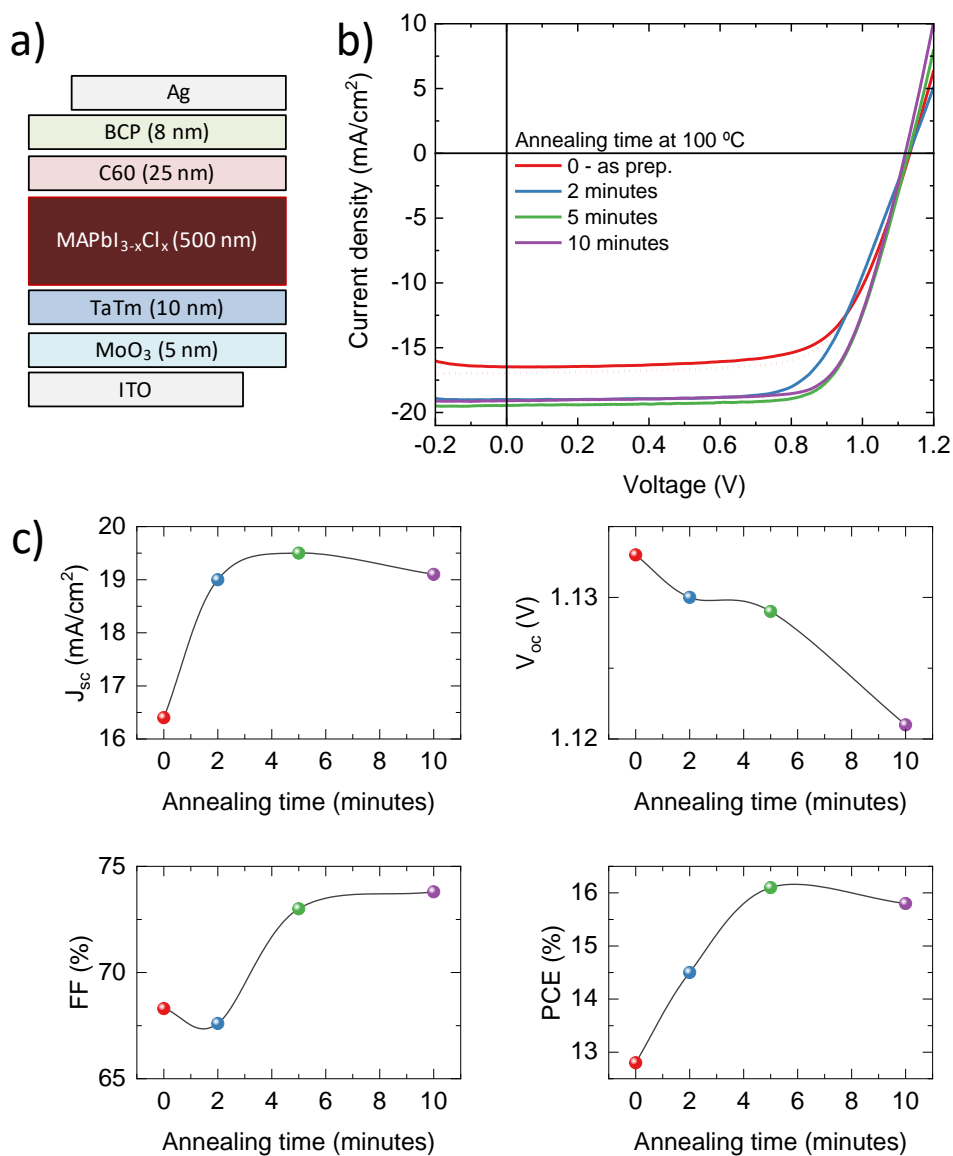 a)
Ag
BCP (8 nm)
C60 (25 nm)
MAPbI₃₋ₓClₓ (500 nm)
TaTm (10 nm)
MoO₃ (5 nm)
ITO
b)
10
5
0
-5
-10
-15
-20
Current density (mA/cm²)
Annealing time at 100 ºC
0 - as prep.
2 minutes
5 minutes
10 minutes
-0.2 0.0 0.2 0.4 0.6 0.8 1.0 1.2
Voltage (V)
c)
20
19
18
17
16
J_sc (mA/cm²)
0 2 4 6 8 10
Annealing time (minutes)
1.13
1.12
V_oc (V)
0 2 4 6 8 10
Annealing time (minutes)
75
70
65
FF (%)
0 2 4 6 8 10
Annealing time (minutes)
16
15
14
13
PCE (%)
0 2 4 6 8 10
Annealing time (minutes)